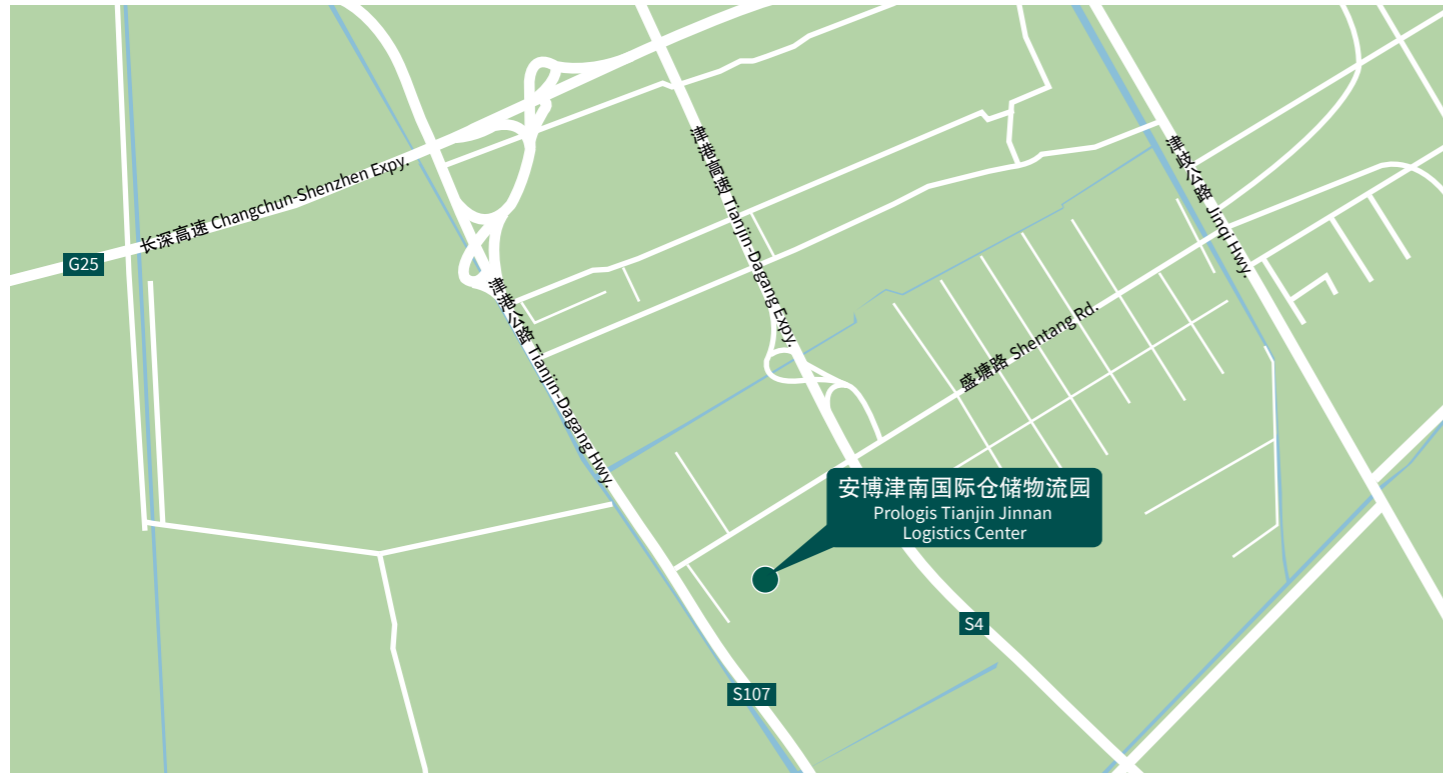 津港高速 Tianjin-Dagang Expy.
津歧公路 Jinqi Hwy.
长深高速 Changchun-Shenzhen Expy.
G25
津港公路 Tianjin-Dagang Hwy.
盛塘路 Shentang Rd.
安博津南国际仓储物流园
Prologis Tianjin Jinnan
Logistics Center
S4
S107